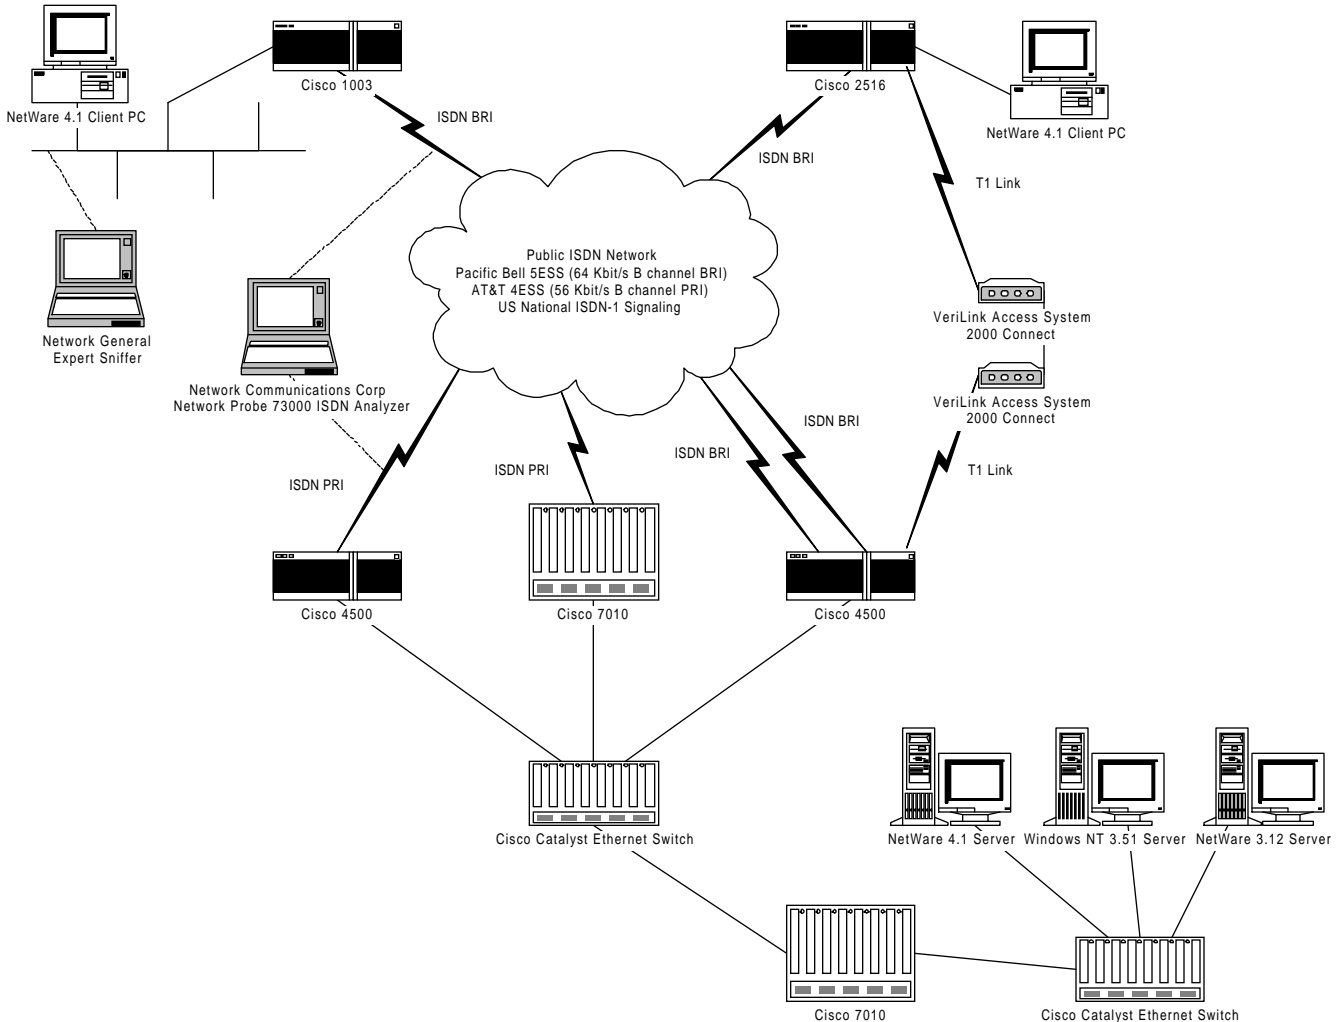 Cisco 1003
Cisco 2516
NetWare 4.1 Client PC
ISDN BRI
NetWare 4.1 Client PC
ISDN BRI
T1 Link
Public ISDN Network
Pacific Bell 5ESS (64 Kbit/s B channel BRI)
AT&T 4ESS (56 Kbit/s B channel PRI)
US National ISDN-1 Signaling
VeriLink Access System
2000 Connect
Network General
Expert Sniffer
Network Communications Corp
Network Probe 73000 ISDN Analyzer
VeriLink Access System
2000 Connect
ISDN BRI
ISDN BRI
ISDN PRI
T1 Link
ISDN PRI
Cisco 4500
Cisco 7010
Cisco 4500
Cisco Catalyst Ethernet Switch
NetWare 4.1 Server
Windows NT 3.51 Server
NetWare 3.12 Server
Cisco 7010
Cisco Catalyst Ethernet Switch